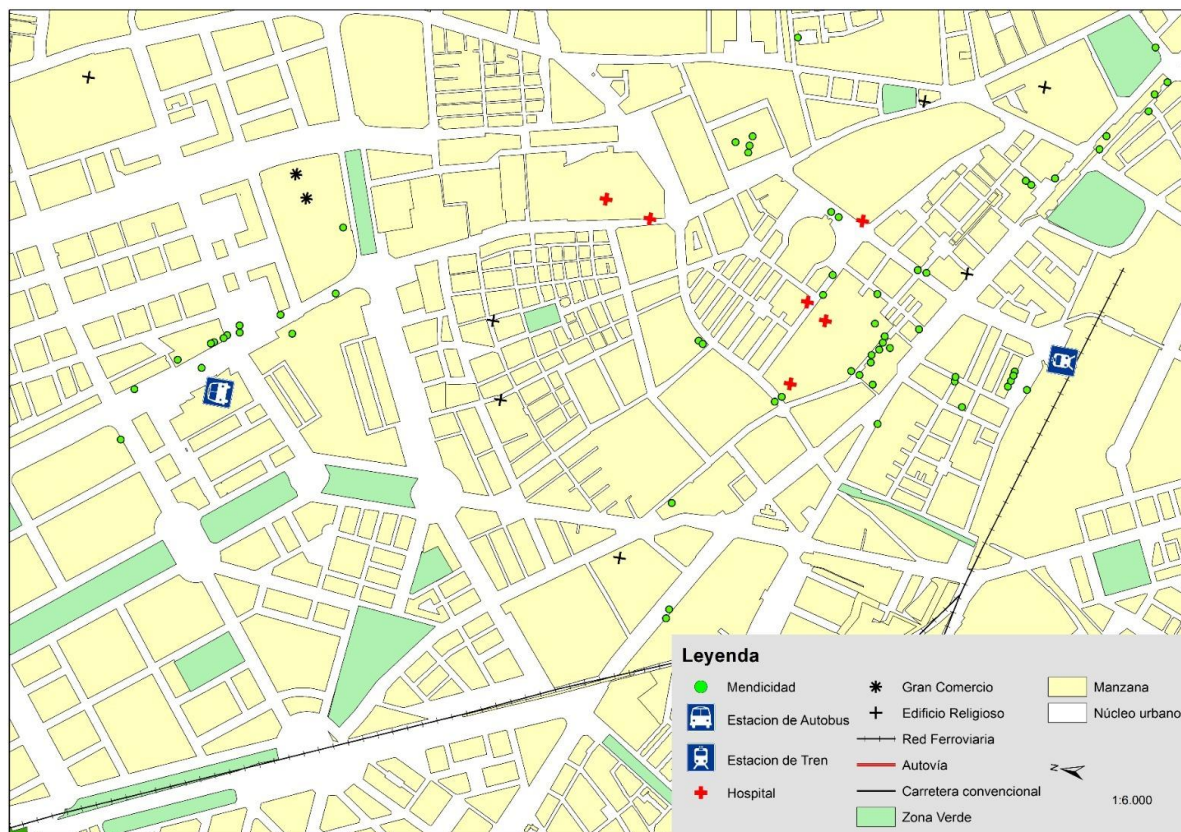 Leyenda
Mendicidad
Estacion de Autobus
Estacion de Tren
Hospital
Gran Comercio
Edificio Religioso
Red Ferroviaria
Autovía
Carretera convencional
Zona Verde
Manzana
Núcleo urbano
N
1:6.000